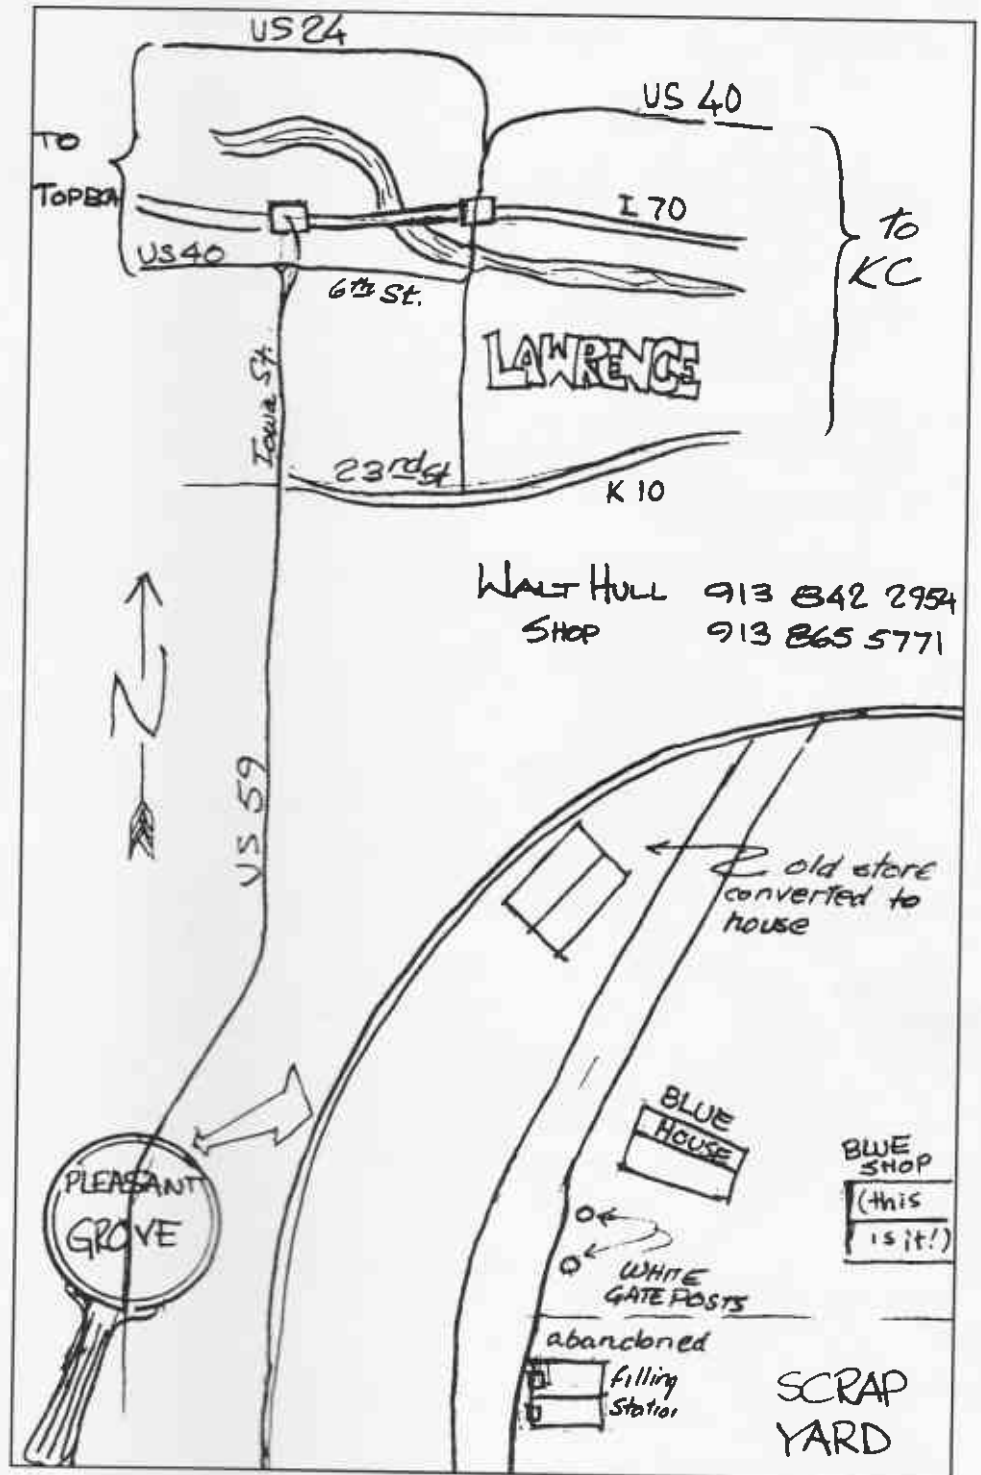 US 24
US 40
TO
TOPEKA
I 70
To
KC
US 40
6th St.
LAWRENCE
Iowa St.
23rd St
K 10
WALT HULL 913 842 2954
SHOP 913 865 5771
N
US 59
old store
converted to
house
BLUE
HOUSE
BLUE
SHOP
(this
is it!)
PLEASANT
GROVE
WHITE
GATE POSTS
abandoned
filling
station
SCRAP
YARD